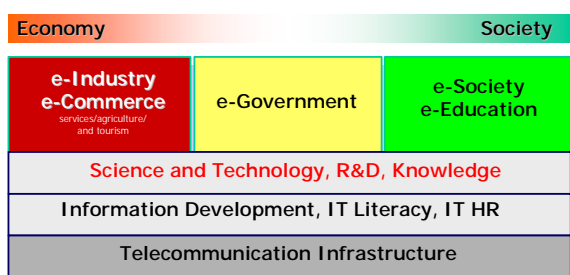 Economy Society
e-Industry
e-Commerce
services/agriculture/
and tourism
e-Government
e-Society
e-Education
Science and Technology, R&D, Knowledge
Information Development, IT Literacy, IT HR
Telecommunication Infrastructure